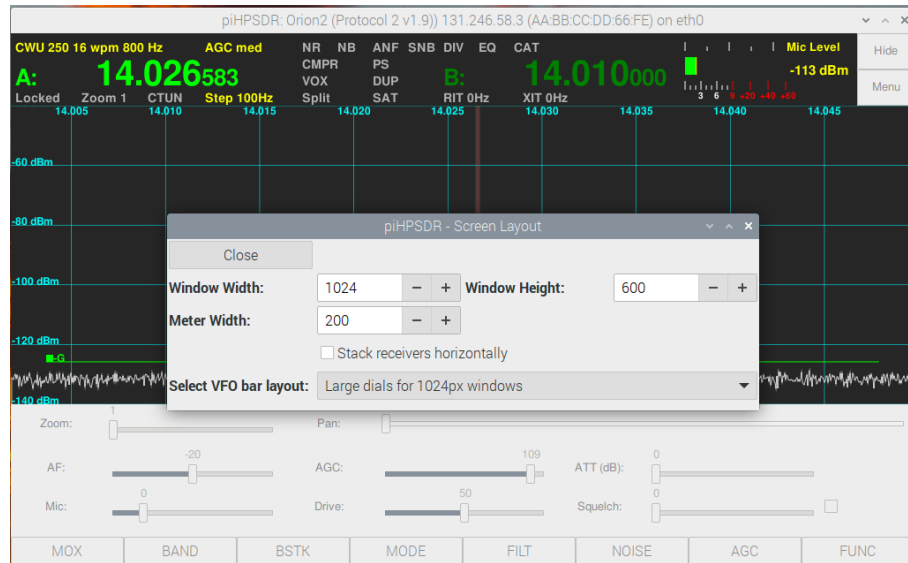 piHPSDR: Orion2 (Protocol 2 v1.9)) 131.246.58.3 (AA:BB:CC:DD:66:FE) on eth0
CWU 250 16 wpm 800 Hz AGC med NR NB ANF SNB DIV EQ CAT Mic Level Hide
CMPR PS
A: 14.026583 VOX DUP B: 14.010000 -113 dBm
Menu
Locked Zoom 1 CTUN Step 100Hz Split SAT RIT 0Hz XIT 0Hz 3 6 9 +20 +40 +60
14.005 14.010 14.015 14.020 14.025 14.030 14.035 14.040 14.045
-60 dBm
-80 dBm
piHPSDR - Screen Layout
Close
-100 dBm
Window Width: 1024 − + Window Height: 600 − +
Meter Width: 200 − +
-120 dBm
Stack receivers horizontally
-G
Select VFO bar layout: Large dials for 1024px windows
-140 dBm
Zoom: 1 Pan:
AF: -20 AGC: 109 ATT (dB): 0
Mic: 0 Drive: 50 Squelch: 0
MOX BAND BSTK MODE FILT NOISE AGC FUNC